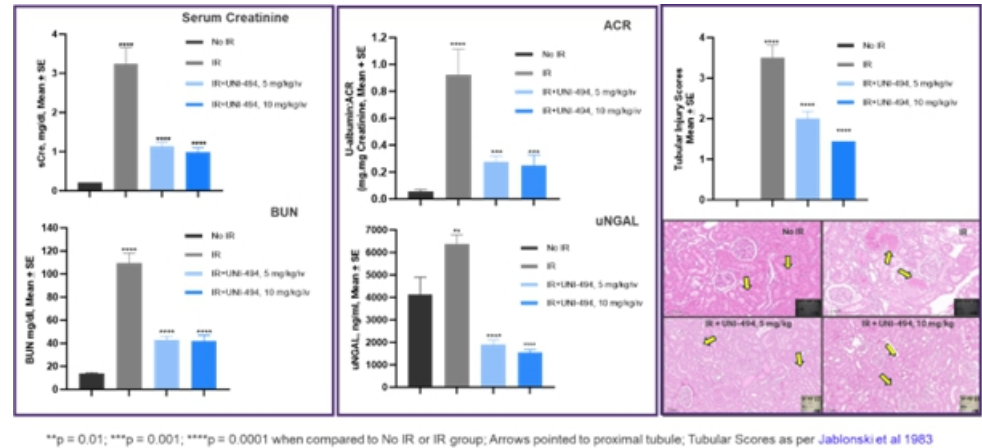 Serum Creatinine
sCre, mg/dl, Mean ± SE
4
3
2
1
0
****
****
****
No IR
IR
IR+UNI-494, 5 mg/kg/iv
IR+UNI-494, 10 mg/kg/iv
BUN
BUN mg/dl, Mean ± SE
140
120
100
80
60
40
20
0
****
****
****
No IR
IR
IR+UNI-494, 5 mg/kg/iv
IR+UNI-494, 10 mg/kg/iv
ACR
U-albumin:ACR
(mg.mg Creatinine, Mean + SE)
1.2
1.0
0.8
0.6
0.4
0.2
0.0
****
***
***
No IR
IR
IR+UNI-494, 5 mg/kg/iv
IR+UNI-494, 10 mg/kg/iv
uNGAL
uNGAL, ng/ml, Mean ± SE
7000
6000
5000
4000
3000
2000
1000
0
**
****
****
No IR
IR
IR+UNI-494, 5 mg/kg/iv
IR+UNI-494, 10 mg/kg/iv
Tubular Injury Scores
Mean ± SE
4
3
2
1
0
****
****
****
No IR
IR
IR+UNI-494, 5 mg/kg/iv
IR+UNI-494, 10 mg/kg/iv
No IR
IR
IR + UNI-494, 5 mg/kg
IR + UNI-494, 10 mg/kg
**p = 0.01; ***p = 0.001; ****p = 0.0001 when compared to No IR or IR group; Arrows pointed to proximal tubule; Tubular Scores as per Jablonski et al 1983